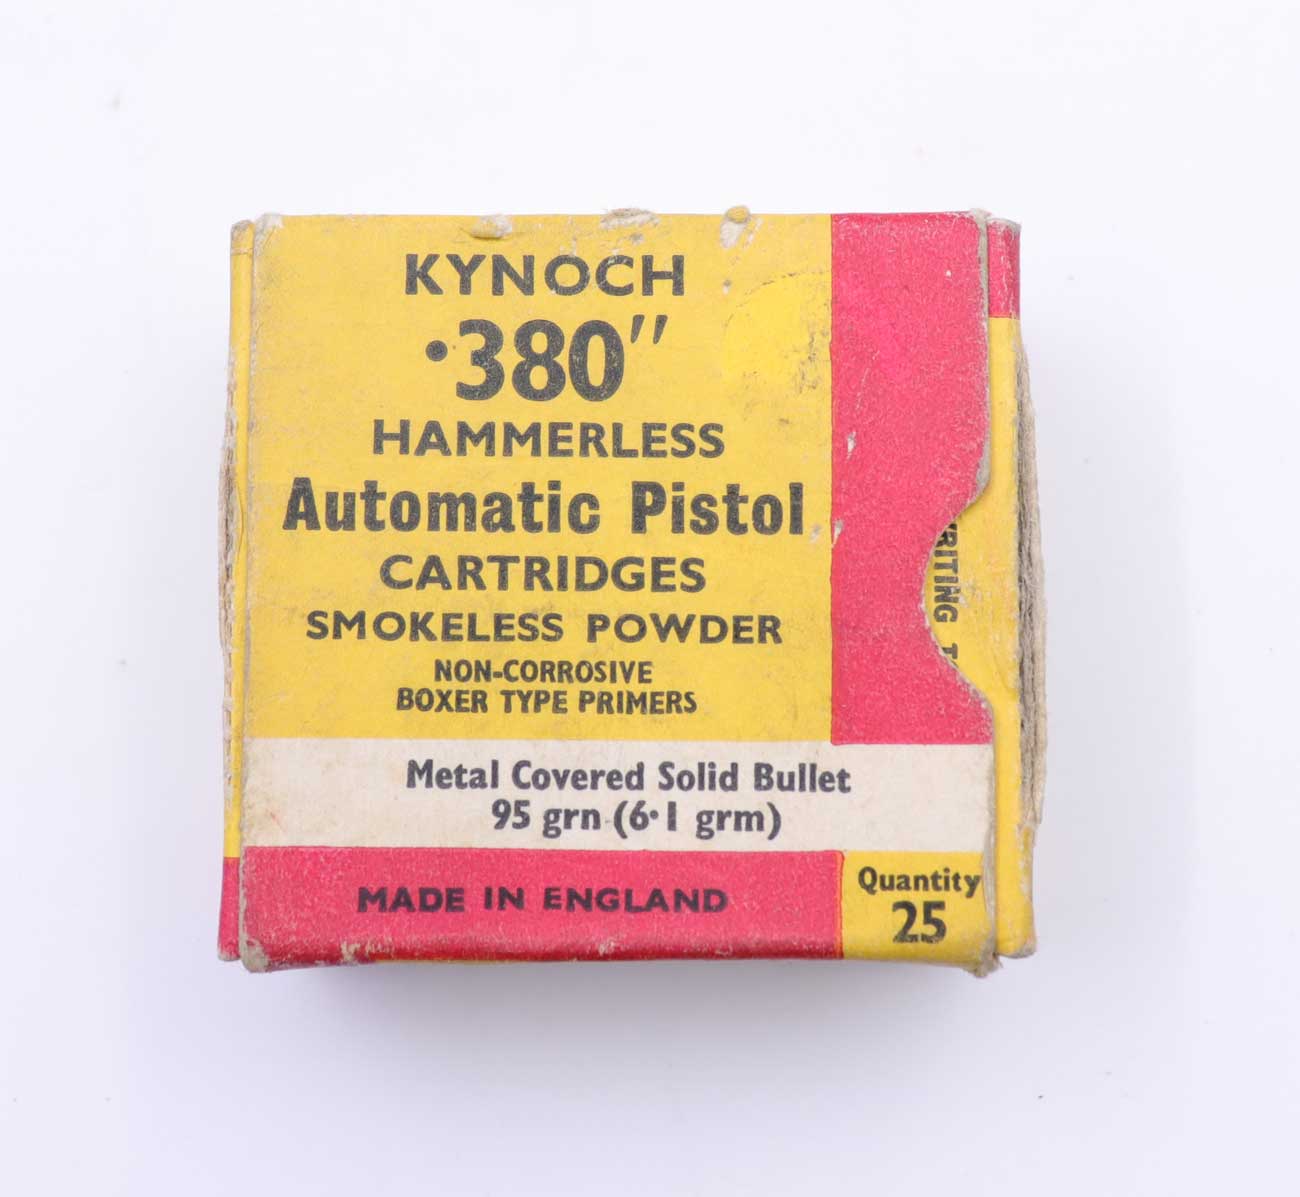 KYNOCH
·380"
HAMMERLESS
Automatic Pistol
CARTRIDGES
SMOKELESS POWDER
NON-CORROSIVE
BOXER TYPE PRIMERS
Metal Covered Solid Bullet
95 grn (6·1 grm)
MADE IN ENGLAND
Quantity
25